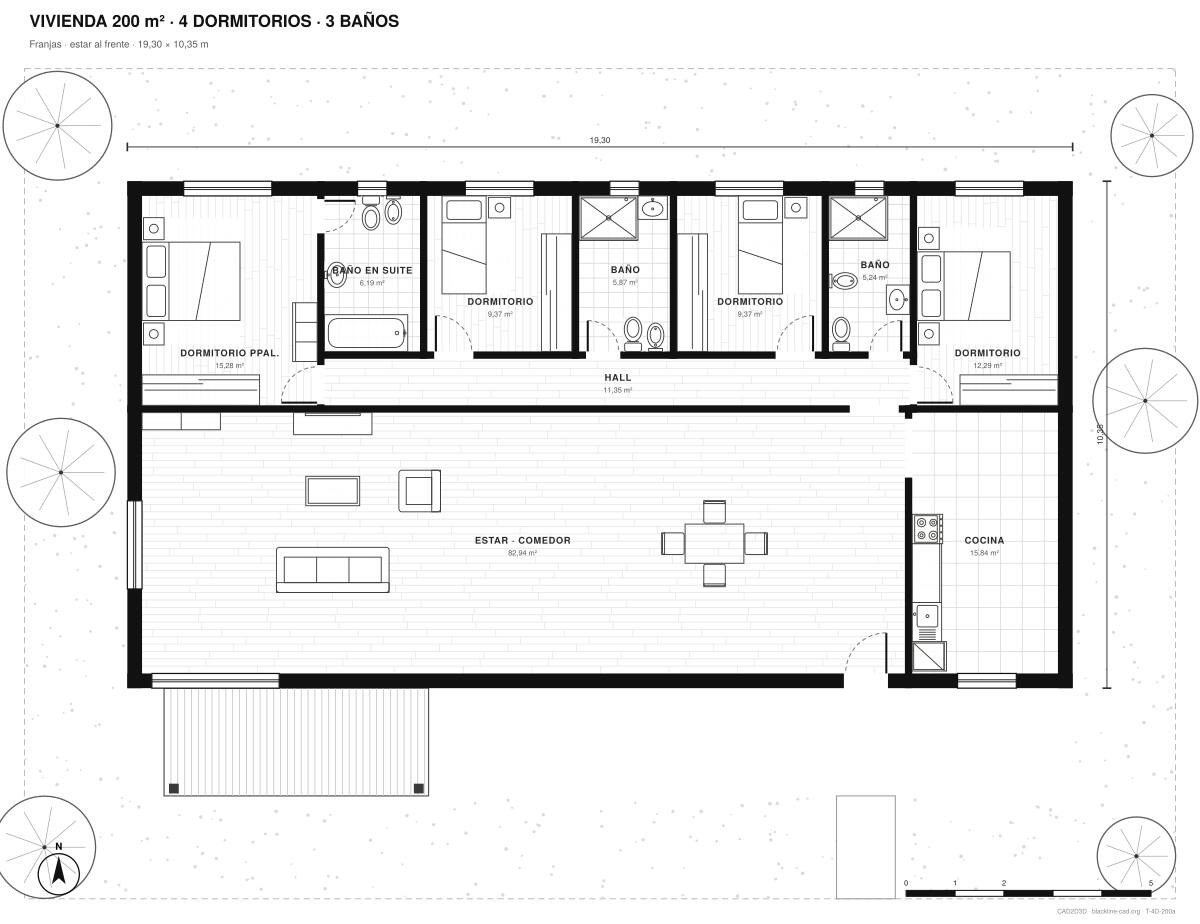 VIVIENDA 200 m² · 4 DORMITORIOS · 3 BAÑOS
Franjas · estar al frente · 19,30 × 10,35 m
19,30
BAÑO EN SUITE
6,19 m²
DORMITORIO
9,37 m²
BAÑO
5,87 m²
DORMITORIO
9,37 m²
BAÑO
5,24 m²
DORMITORIO PPAL.
15,28 m²
DORMITORIO
12,29 m²
HALL
11,35 m²
10,35
ESTAR · COMEDOR
82,94 m²
COCINA
15,84 m²
N
0 1 2 5
CAD2D3D · blackline-cad.org · T-4D-200a